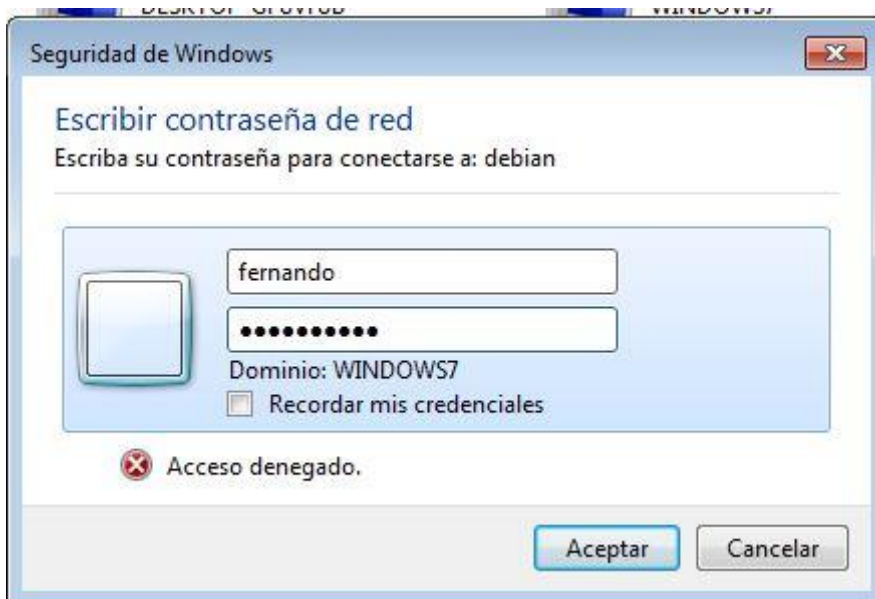 WINDOWS7
Seguridad de Windows
Escribir contraseña de red
Escriba su contraseña para conectarse a: debian
fernando
••••••••••
Dominio: WINDOWS7
Recordar mis credenciales
Acceso denegado.
Aceptar
Cancelar